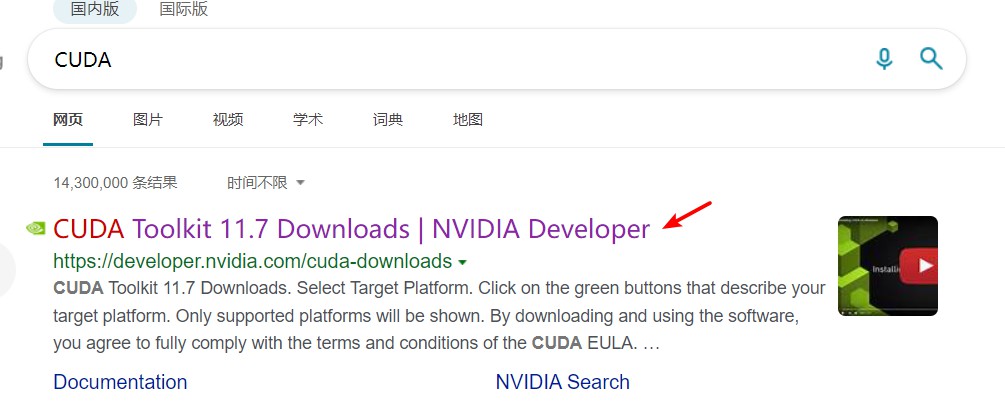 国内版 国际版
CUDA
网页 图片 视频 学术 词典 地图
14,300,000 条结果 时间不限
CUDA Toolkit 11.7 Downloads | NVIDIA Developer
https://developer.nvidia.com/cuda-downloads
CUDA Toolkit 11.7 Downloads. Select Target Platform. Click on the green buttons that describe your
target platform. Only supported platforms will be shown. By downloading and using the software,
you agree to fully comply with the terms and conditions of the CUDA EULA. …
Documentation NVIDIA Search